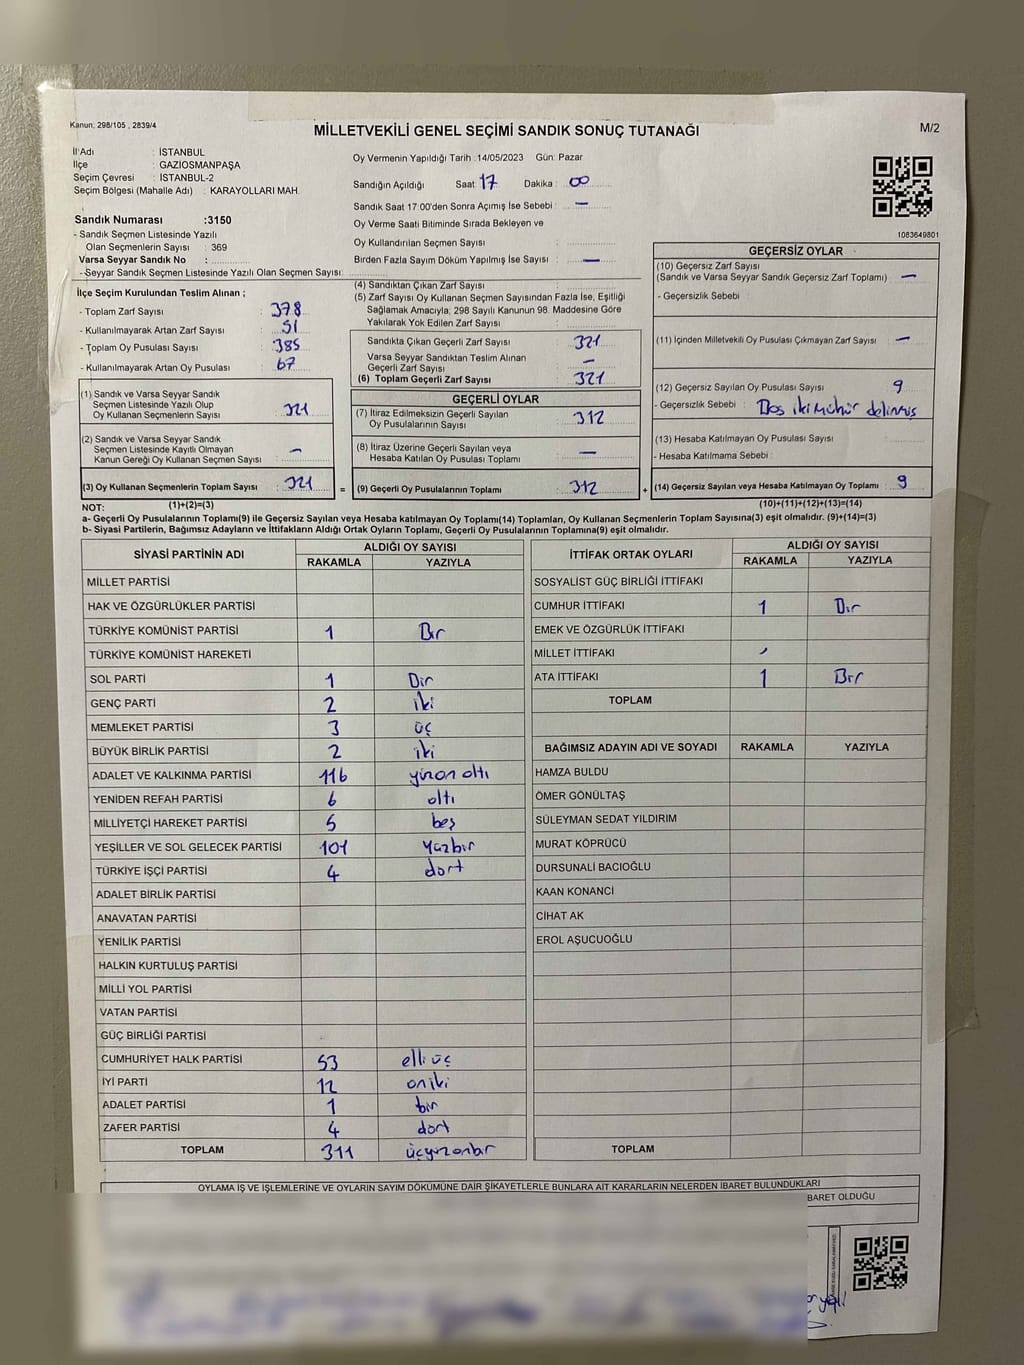 Kanun; 298/105 , 2839/4
MİLLETVEKİLİ GENEL SEÇİMİ SANDIK SONUÇ TUTANAĞI
M/2
İl Adı : İSTANBUL
İlçe : GAZİOSMANPAŞA
Seçim Çevresi : İSTANBUL-2
Seçim Bölgesi (Mahalle Adı) : KARAYOLLARI MAH.
Sandık Numarası :3150
- Sandık Seçmen Listesinde Yazılı
Olan Seçmenlerin Sayısı : 369
Varsa Seyyar Sandık No :
- Seyyar Sandık Seçmen Listesinde Yazılı Olan Seçmen Sayısı:
Oy Vermenin Yapıldığı Tarih :14/05/2023 Gün: Pazar
Sandığın Açıldığı Saat: 17 Dakika : 00
Sandık Saat 17:00'den Sonra Açımış İse Sebebi : —
Oy Verme Saati Bitiminde Sırada Bekleyen ve
Oy Kullandırılan Seçmen Sayısı :
Birden Fazla Sayım Döküm Yapılmış İse Sayısı : —
1083649801
İlçe Seçim Kurulundan Teslim Alınan ;
- Toplam Zarf Sayısı : 378
- Kullanılmayarak Artan Zarf Sayısı : 51
- Toplam Oy Pusulası Sayısı : 385
- Kullanılmayarak Artan Oy Pusulası : 67
(1) Sandık ve Varsa Seyyar Sandık
Seçmen Listesinde Yazılı Olup
Oy Kullanan Seçmenlerin Sayısı : 321
(2) Sandık ve Varsa Seyyar Sandık
Seçmen Listesinde Kayıtlı Olmayan
Kanun Gereği Oy Kullanan Seçmen Sayısı : —
(3) Oy Kullanan Seçmenlerin Toplam Sayısı : 321
(1)+(2)=(3)
(4) Sandıktan Çıkan Zarf Sayısı :
(5) Zarf Sayısı Oy Kullanan Seçmen Sayısından Fazla İse, Eşitliği
Sağlamak Amacıyla, 298 Sayılı Kanunun 98. Maddesine Göre
Yakılarak Yok Edilen Zarf Sayısı :
Sandıkta Çıkan Geçerli Zarf Sayısı : 321
Varsa Seyyar Sandıktan Teslim Alınan
Geçerli Zarf Sayısı : —
(6) Toplam Geçerli Zarf Sayısı : 321
GEÇERLİ OYLAR
(7) İtiraz Edilmeksizin Geçerli Sayılan
Oy Pusulalarının Sayısı : 312
(8) İtiraz Üzerine Geçerli Sayılan veya
Hesaba Katılan Oy Pusulası Toplamı : —
= (9) Geçerli Oy Pusulalarının Toplamı : 312
GEÇERSİZ OYLAR
(10) Geçersiz Zarf Sayısı
(Sandık ve Varsa Seyyar Sandık Geçersiz Zarf Toplamı) : —
- Geçersizlik Sebebi :
(11) İçinden Milletvekili Oy Pusulası Çıkmayan Zarf Sayısı : —
(12) Geçersiz Sayılan Oy Pusulası Sayısı : 9
- Geçersizlik Sebebi : Boş iki mühür delinmiş
(13) Hesaba Katılmayan Oy Pusulası Sayısı :
- Hesaba Katılmama Sebebi :
+ (14) Geçersiz Sayılan veya Hesaba Katılmayan Oy Toplamı : 9
(10)+(11)+(12)+(13)=(14)
NOT:
a- Geçerli Oy Pusulalarının Toplamı(9) ile Geçersiz Sayılan veya Hesaba katılmayan Oy Toplamı(14) Toplamları, Oy Kullanan Seçmenlerin Toplam Sayısına(3) eşit olmalıdır. (9)+(14)=(3)
b- Siyasi Partilerin, Bağımsız Adayların ve İttifakların Aldığı Ortak Oyların Toplamı, Geçerli Oy Pusulalarının Toplamına(9) eşit olmalıdır.
SİYASİ PARTİNİN ADI ALDIĞI OY SAYISI
RAKAMLA YAZIYLA
MİLLET PARTİSİ
HAK VE ÖZGÜRLÜKLER PARTİSİ
TÜRKİYE KOMÜNİST PARTİSİ 1 Bir
TÜRKİYE KOMÜNİST HAREKETİ
SOL PARTİ 1 Bir
GENÇ PARTİ 2 iki
MEMLEKET PARTİSİ 3 üç
BÜYÜK BİRLİK PARTİSİ 2 iki
ADALET VE KALKINMA PARTİSİ 116 yüzon altı
YENİDEN REFAH PARTİSİ 6 altı
MİLLİYETÇİ HAREKET PARTİSİ 5 beş
YEŞİLLER VE SOL GELECEK PARTİSİ 101 Yüzbir
TÜRKİYE İŞÇİ PARTİSİ 4 dört
ADALET BİRLİK PARTİSİ
ANAVATAN PARTİSİ
YENİLİK PARTİSİ
HALKIN KURTULUŞ PARTİSİ
MİLLİ YOL PARTİSİ
VATAN PARTİSİ
GÜÇ BİRLİĞİ PARTİSİ
CUMHURİYET HALK PARTİSİ 53 elli üç
İYİ PARTİ 12 on iki
ADALET PARTİSİ 1 bir
ZAFER PARTİSİ 4 dört
TOPLAM 311 üçyüzonbir
İTTİFAK ORTAK OYLARI ALDIĞI OY SAYISI
RAKAMLA YAZIYLA
SOSYALİST GÜÇ BİRLİĞİ İTTİFAKI
CUMHUR İTTİFAKI 1 Bir
EMEK VE ÖZGÜRLÜK İTTİFAKI
MİLLET İTTİFAKI
ATA İTTİFAKI 1 Bir
TOPLAM
BAĞIMSIZ ADAYIN ADI VE SOYADI RAKAMLA YAZIYLA
HAMZA BULDU
ÖMER GÖNÜLTAŞ
SÜLEYMAN SEDAT YILDIRIM
MURAT KÖPRÜCÜ
DURSUNALİ BACIOĞLU
KAAN KONANCİ
CİHAT AK
EROL AŞUCUOĞLU
TOPLAM
OYLAMA İŞ VE İŞLEMLERİNE VE OYLARIN SAYIM DÖKÜMÜNE DAİR ŞİKAYETLERLE BUNLARA AİT KARARLARIN NELERDEN İBARET BULUNDUKLARI
BARET OLDUĞU